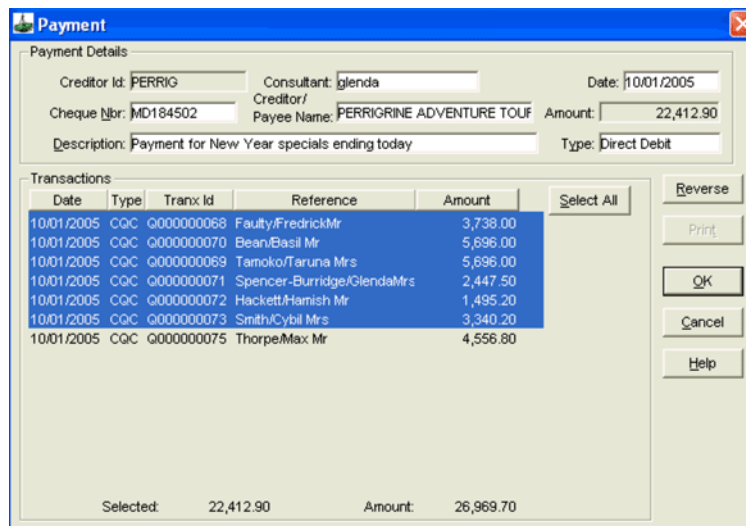 Payment
Payment Details
Creditor Id: PERRIG Consultant: glenda Date: 10/01/2005
Cheque Nbr: MD184502 Creditor/ Payee Name: PERRIGRINE ADVENTURE TOUR Amount: 22,412.90
Description: Payment for New Year specials ending today Type: Direct Debit
Transactions
Date Type Tranx Id Reference Amount Select All Reverse
10/01/2005 CQC Q000000068 Faulty/FredrickMr 3,738.00
10/01/2005 CQC Q000000070 Bean/Basil Mr 5,696.00 Print
10/01/2005 CQC Q000000069 Tamoko/Taruna Mrs 5,696.00
10/01/2005 CQC Q000000071 Spencer-Burridge/GlendaMrs 2,447.50 OK
10/01/2005 CQC Q000000072 Hackett/Hamish Mr 1,495.20
10/01/2005 CQC Q000000073 Smith/Cybil Mrs 3,340.20 Cancel
10/01/2005 CQC Q000000075 Thorpe/Max Mr 4,556.80
Help
Selected: 22,412.90 Amount: 26,969.70